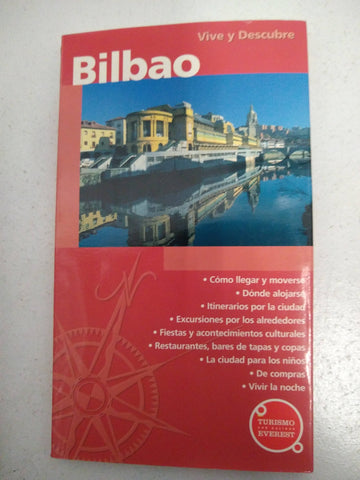 Vive y Descubre
Bilbao
N
• Cómo llegar y moverse
• Dónde alojarse
• Itinerarios por la ciudad
• Excursiones por los alrededores
• Fiestas y acontecimientos culturales
• Restaurantes, bares de tapas y copas
• La ciudad para los niños
• De compras
• Vivir la noche
TURISMO
EVEREST